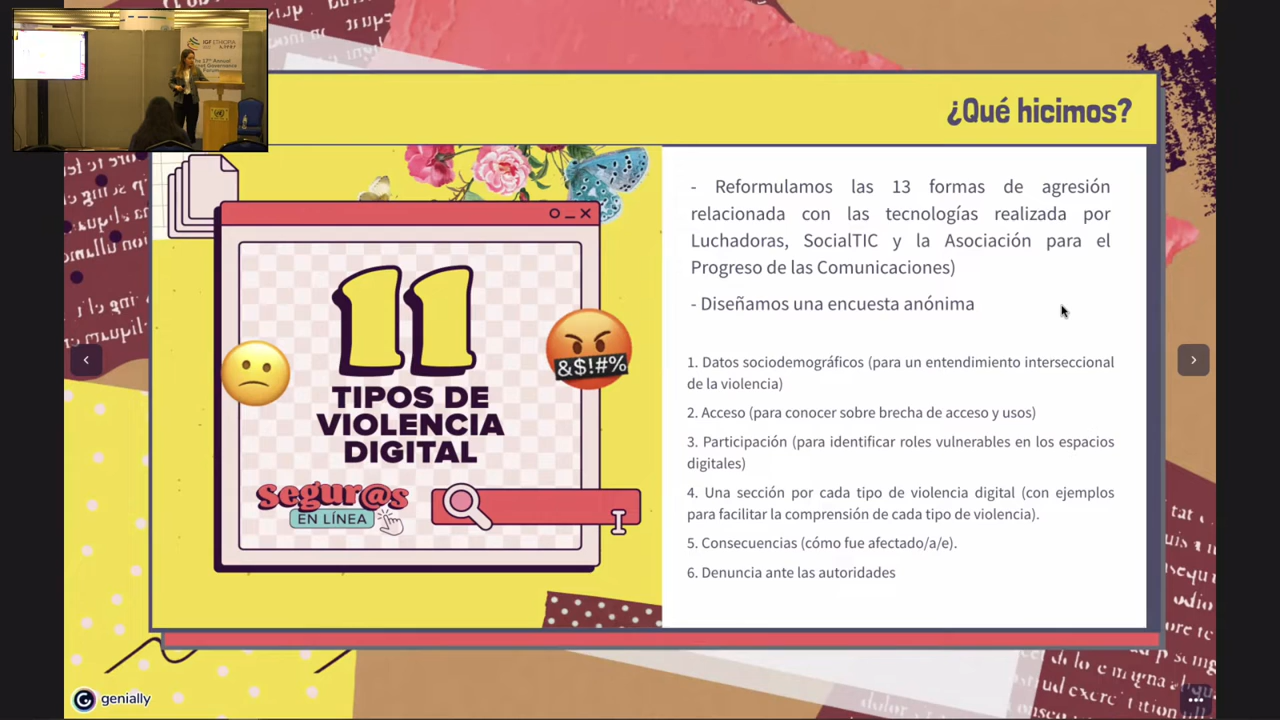 IGF ETHIOPIA
¿Qué hicimos?
- Reformulamos las 13 formas de agresión
relacionada con las tecnologías realizada por
Luchadoras, SocialTIC y la Asociación para el
Progreso de las Comunicaciones)
- Diseñamos una encuesta anónima
1. Datos sociodemográficos (para un entendimiento interseccional
de la violencia)
2. Acceso (para conocer sobre brecha de acceso y usos)
3. Participación (para identificar roles vulnerables en los espacios
digitales)
4. Una sección por cada tipo de violencia digital (con ejemplos
para facilitar la comprensión de cada tipo de violencia).
5. Consecuencias (cómo fue afectado/a/e).
6. Denuncia ante las autoridades
11
TIPOS DE
VIOLENCIA
DIGITAL
&$!#%
segur@s
EN LÍNEA
genially